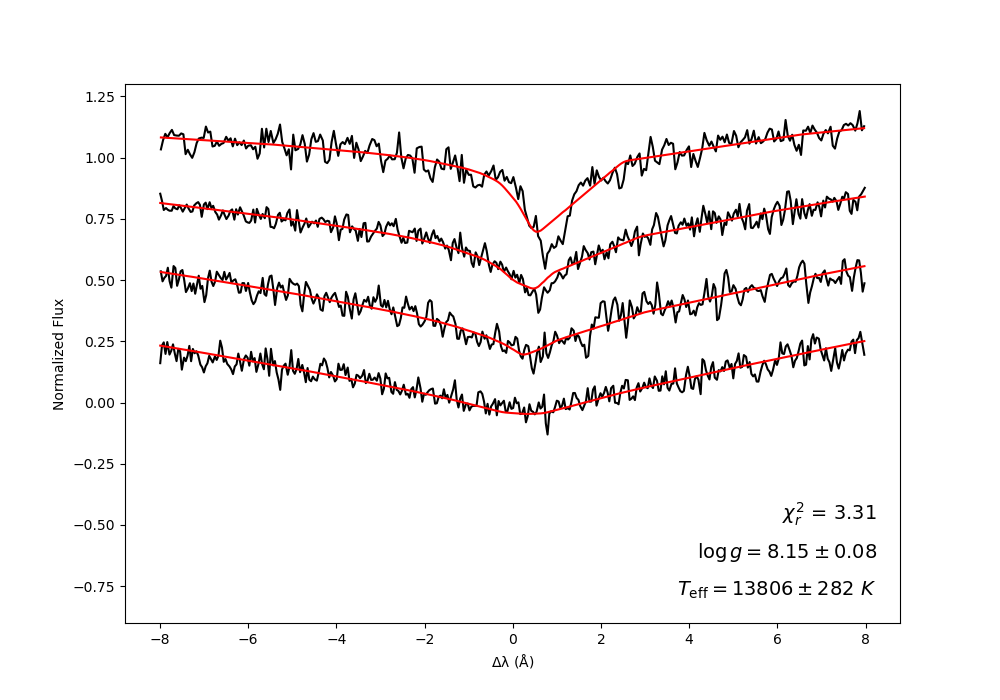 Normalized Flux
1.25
1.00
0.75
0.50
0.25
0.00
−0.25
−0.50
−0.75
χ²ᵣ = 3.31
log g = 8.15 ± 0.08
T_eff = 13806 ± 282 K
−8 −6 −4 −2 0 2 4 6 8
Δλ (Å)